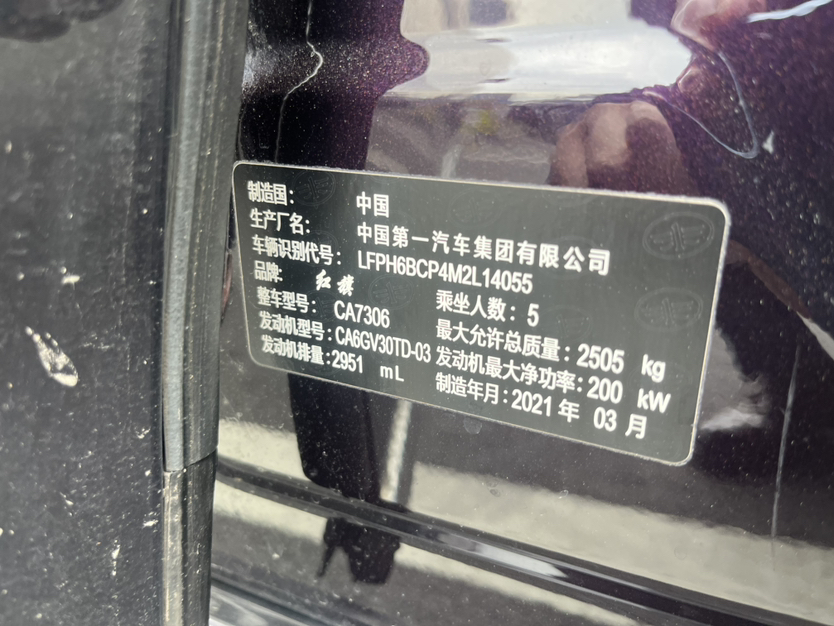 制造国： 中国
生产厂名： 中国第一汽车集团有限公司
车辆识别代号： LFPH6BCP4M2L14055
品牌： 红旗 乘坐人数：5
整车型号： CA7306 最大允许总质量：2505 kg
发动机型号：CA6GV30TD-03 发动机最大净功率：200 kW
发动机排量：2951 mL 制造年月：2021 年 03 月